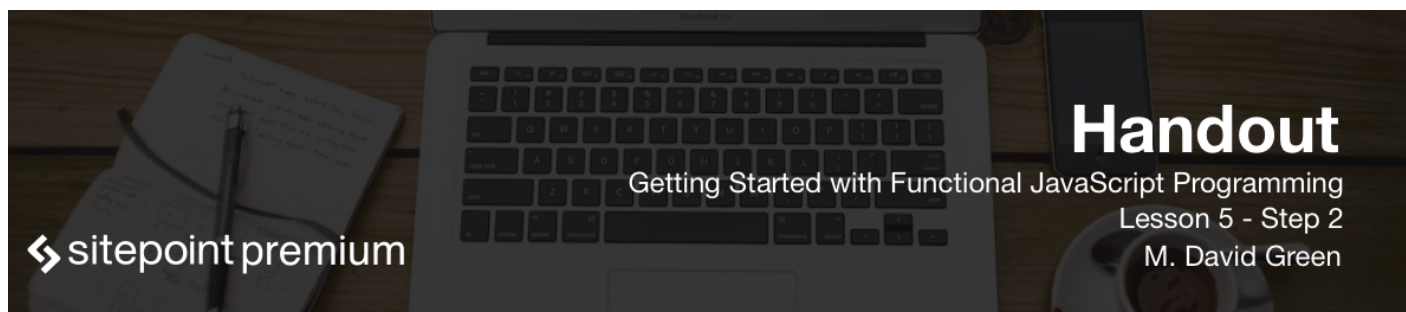 Handout
Getting Started with Functional JavaScript Programming
Lesson 5 - Step 2
M. David Green
sitepoint premium